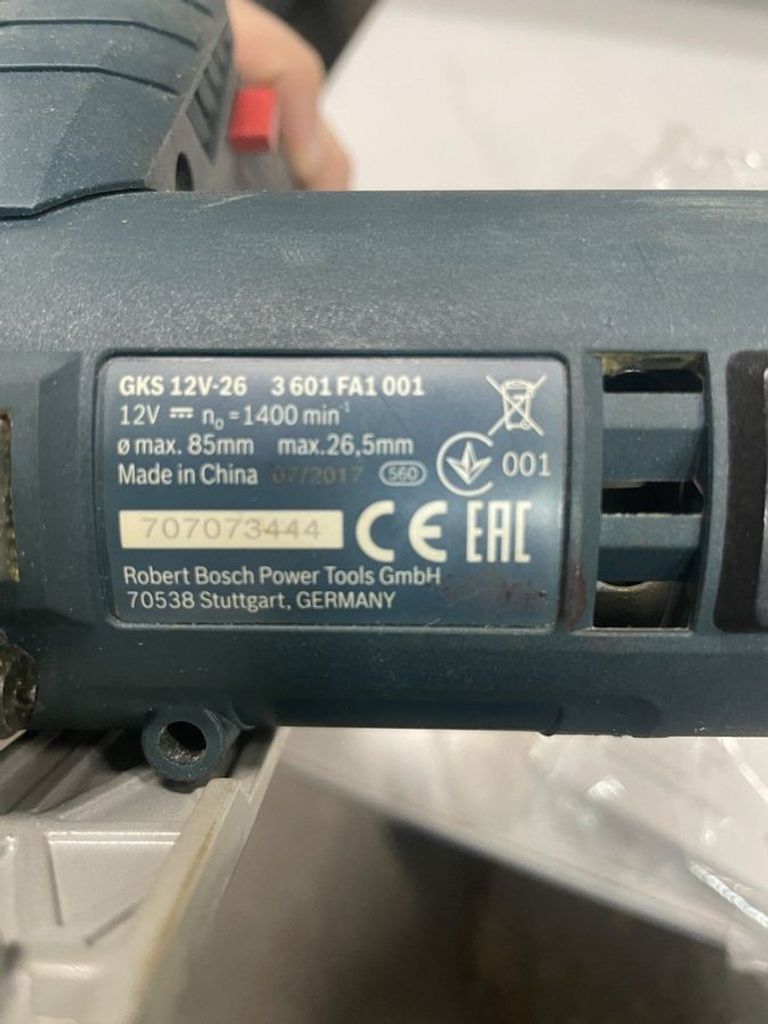 GKS 12V-26 3 601 FA1 001
12V n₀ =1400 min⁻¹
ø max. 85mm max.26,5mm
Made in China 07/2017 560
001
707073444 CE EAC
Robert Bosch Power Tools GmbH
70538 Stuttgart, GERMANY